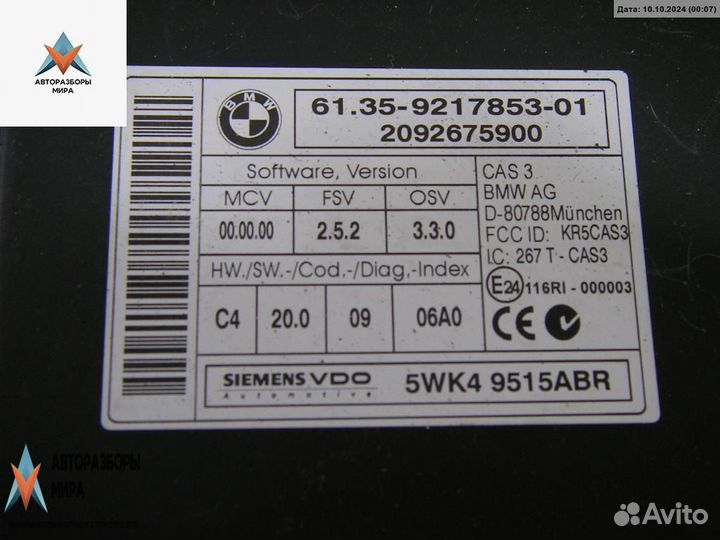 Дата: 10.10.2024 (00:07)
АВТОРАЗБОРЫ
МИРА
BMW
61.35-9217853-01
2092675900
Software, Version
MCV FSV OSV
00.00.00 2.5.2 3.3.0
HW./SW.-/Cod.-/Diag.-Index
C4 20.0 09 06A0
CAS 3
BMW AG
D-80788München
FCC ID: KR5CAS3
I.C: 267 T - CAS3
E24 116RI - 000003
CE
SIEMENS VDO
Automotive
5WK4 9515ABR
АВТОРАЗБОРЫ
МИРА
Avito